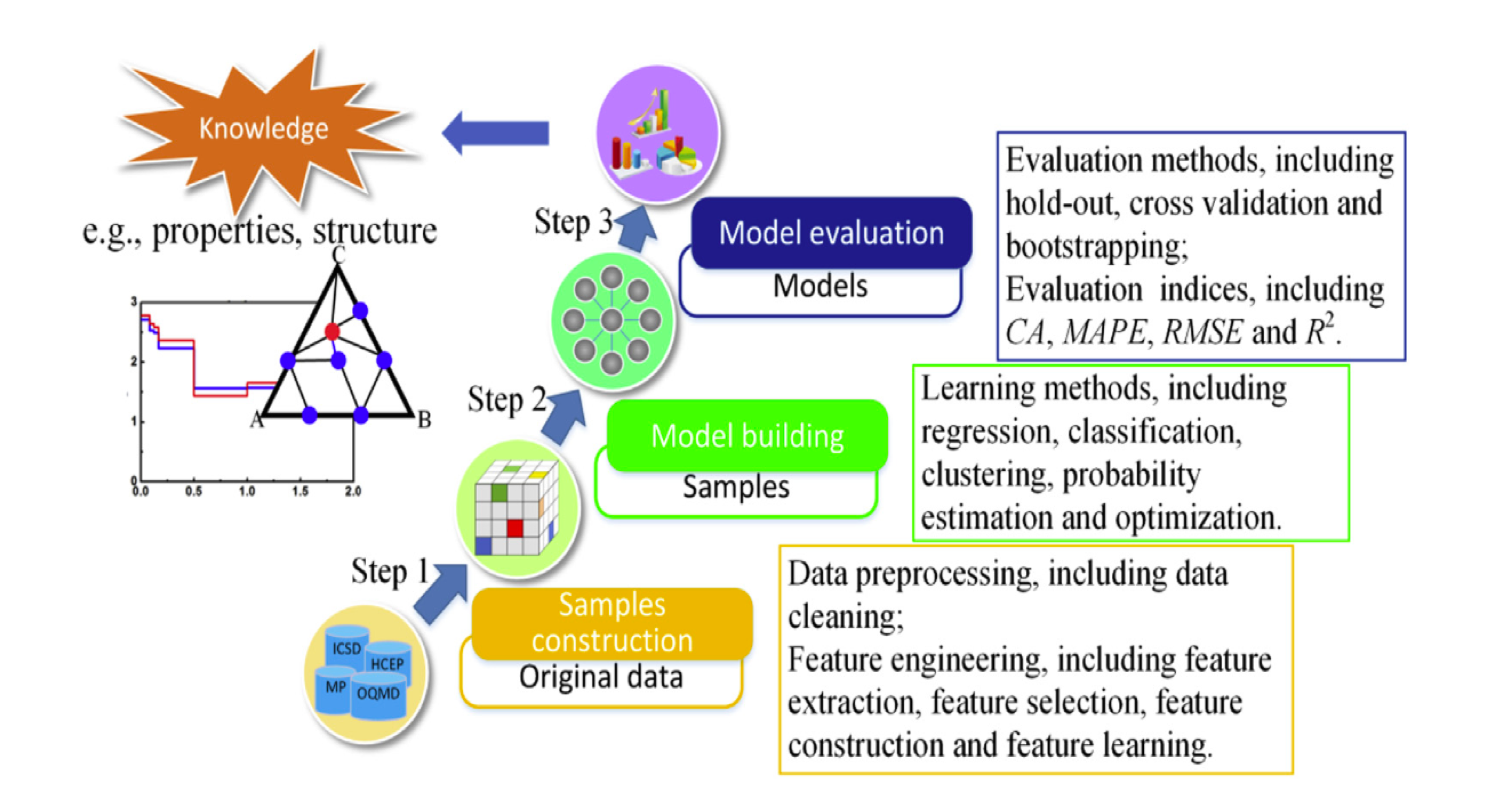 Knowledge
e.g., properties, structure
C
3
2
1
0
0.0 0.5 1.0 1.5 2.0
A
B
Step 3
Model evaluation
Models
Evaluation methods, including
hold-out, cross validation and
bootstrapping;
Evaluation indices, including
CA, MAPE, RMSE and R².
Step 2
Model building
Samples
Learning methods, including
regression, classification,
clustering, probability
estimation and optimization.
Step 1
Samples
construction
Original data
Data preprocessing, including data
cleaning;
Feature engineering, including feature
extraction, feature selection, feature
construction and feature learning.
ICSD
HCEP
MP
OQMD